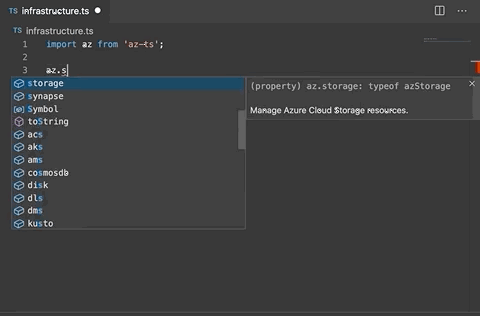 TS infrastructure.ts
TS infrastructure.ts
1 import az from 'az-ts';
2
3 az.s
storage
synapse
Symbol
toString
acs
aks
ams
cosmosdb
disk
dls
dms
kusto
(property) az.storage: typeof azStorage
Manage Azure Cloud Storage resources.